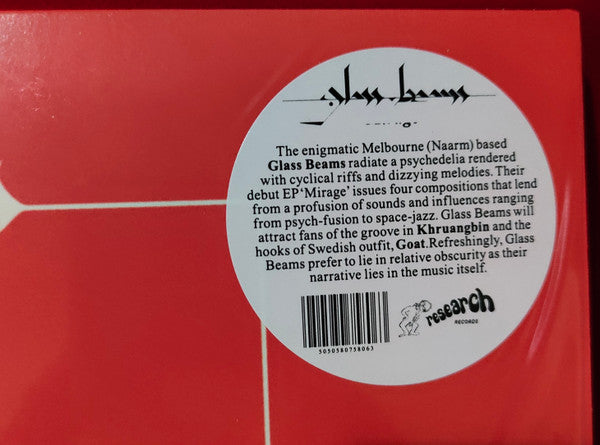 glass beams
The enigmatic Melbourne (Naarm) based
Glass Beams radiate a psychedelia rendered
with cyclical riffs and dizzying melodies. Their
debut EP‘Mirage’ issues four compositions that lend
from a profusion of sounds and influences ranging
from psych-fusion to space-jazz. Glass Beams will
attract fans of the groove in Khruangbin and the
hooks of Swedish outfit, Goat.Refreshingly, Glass
Beams prefer to lie in relative obscurity as their
narrative lies in the music itself.
5050580758063
research
RECORDS